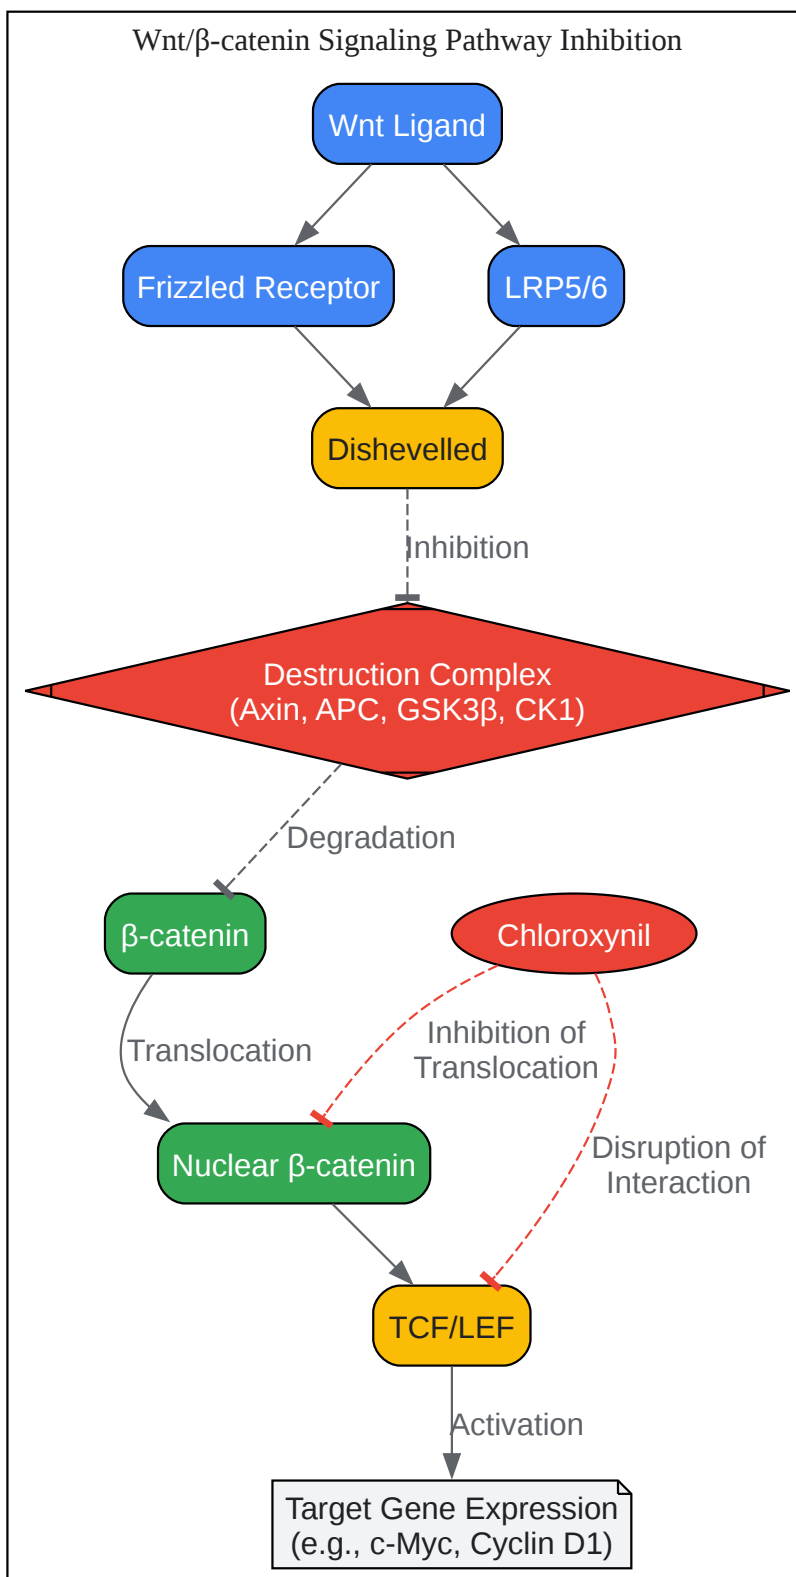 Wnt/β-catenin Signaling Pathway Inhibition
Wnt Ligand
Frizzled Receptor
LRP5/6
Dishevelled
Inhibition
Destruction Complex
(Axin, APC, GSK3β, CK1)
Degradation
β-catenin
Chloroxynil
Translocation
Inhibition of
Translocation
Nuclear β-catenin
Disruption of
Interaction
TCF/LEF
Activation
Target Gene Expression
(e.g., c-Myc, Cyclin D1)